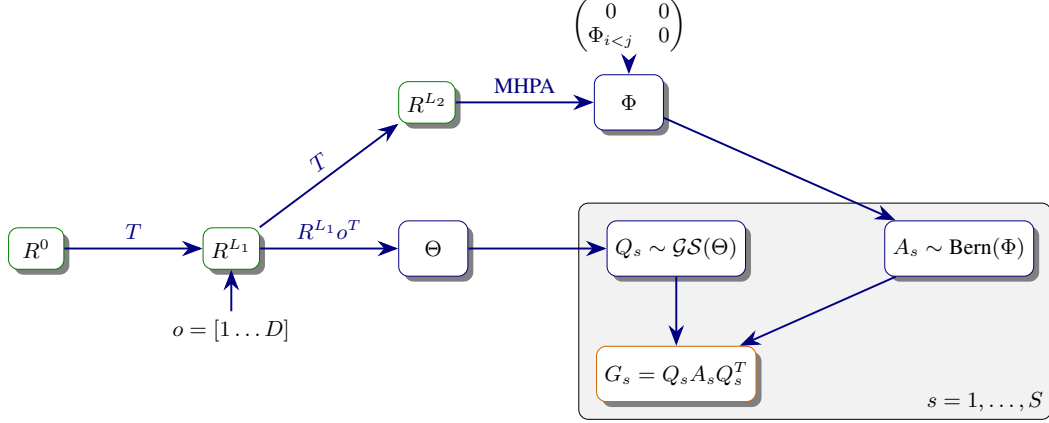 0 0
Φ_{i<j} 0
R^{L_2}
MHPA
Φ
T
R^0
T
R^{L_1}
R^{L_1} o^T
Θ
Q_s ∼ 𝒢𝒮(Θ)
A_s ∼ Bern(Φ)
o = [1 … D]
G_s = Q_s A_s Q_s^T
s = 1, …, S